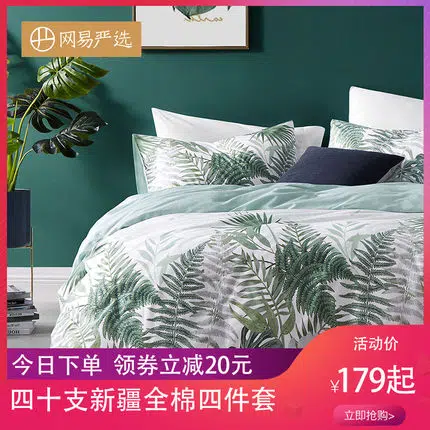 网易严选
今日下单 领券立减20元
四十支新疆全棉四件套
活动价
¥179起
立即抢购>